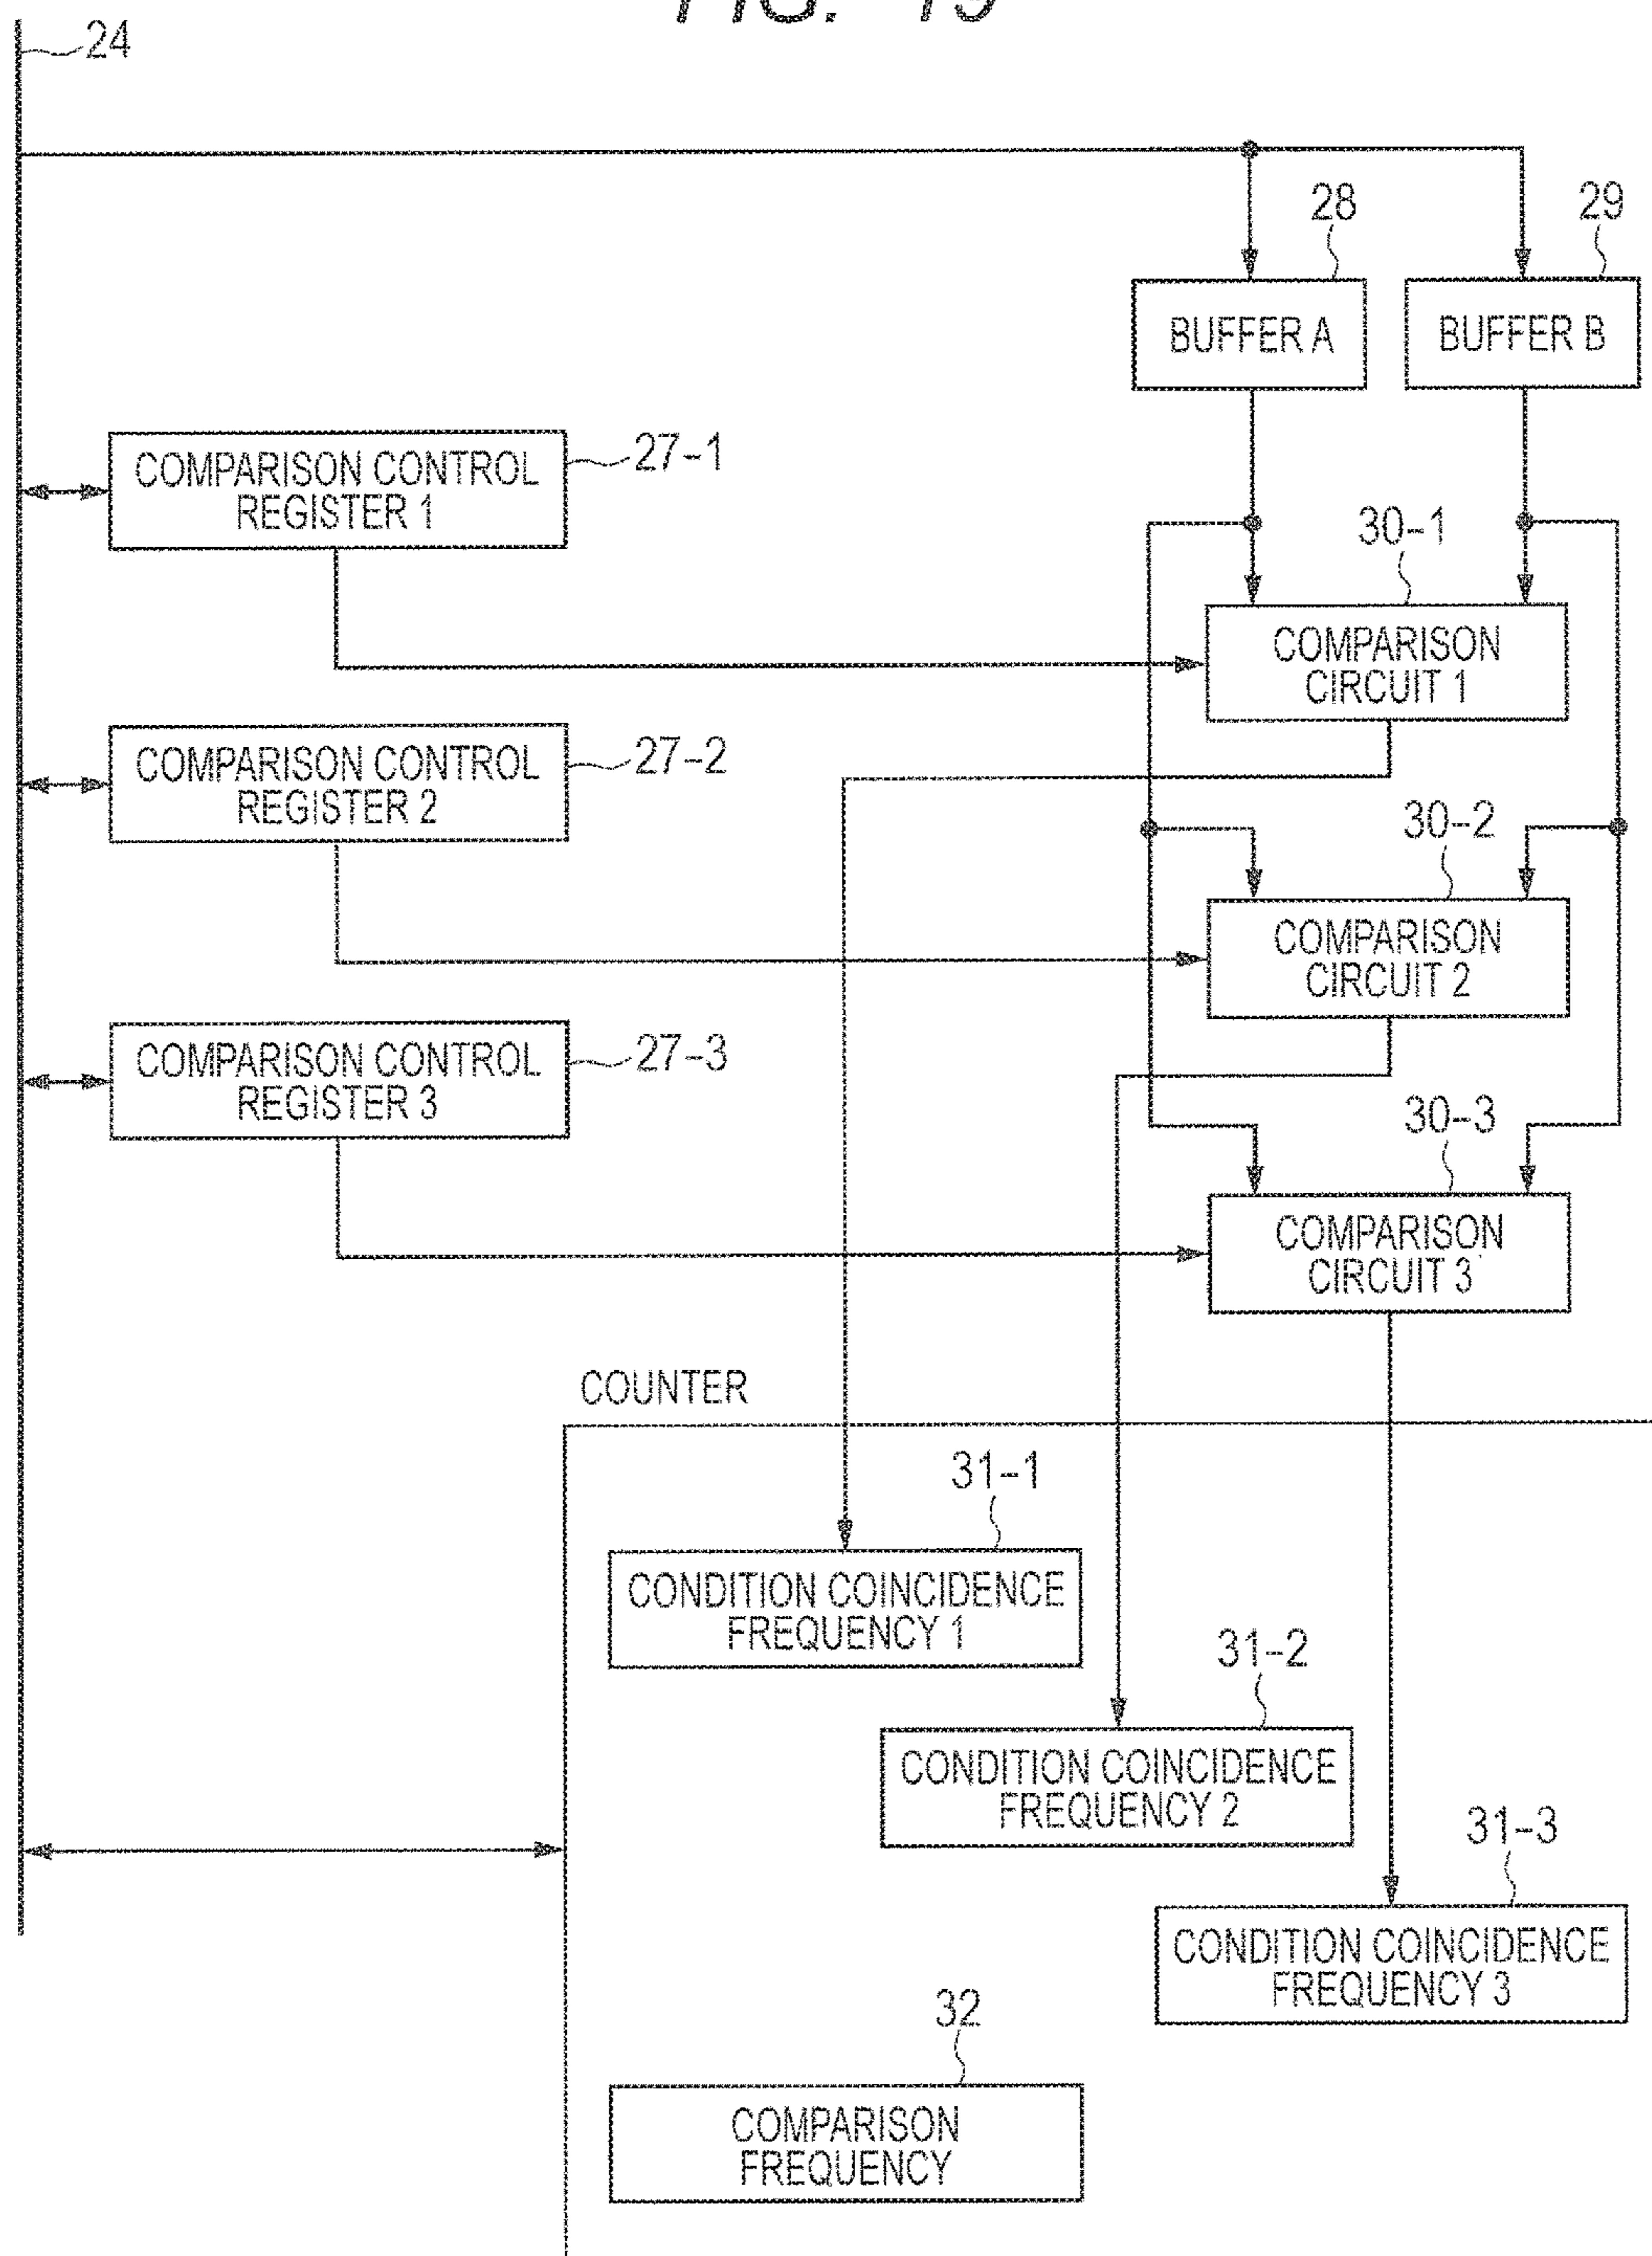 FIG. 19
24
28
29
BUFFER A
BUFFER B
COMPARISON CONTROL
REGISTER 1
27-1
30-1
COMPARISON
CIRCUIT 1
COMPARISON CONTROL
REGISTER 2
27-2
30-2
COMPARISON
CIRCUIT 2
COMPARISON CONTROL
REGISTER 3
27-3
30-3
COMPARISON
CIRCUIT 3
COUNTER
31-1
CONDITION COINCIDENCE
FREQUENCY 1
31-2
CONDITION COINCIDENCE
FREQUENCY 2
31-3
CONDITION COINCIDENCE
FREQUENCY 3
32
COMPARISON
FREQUENCY